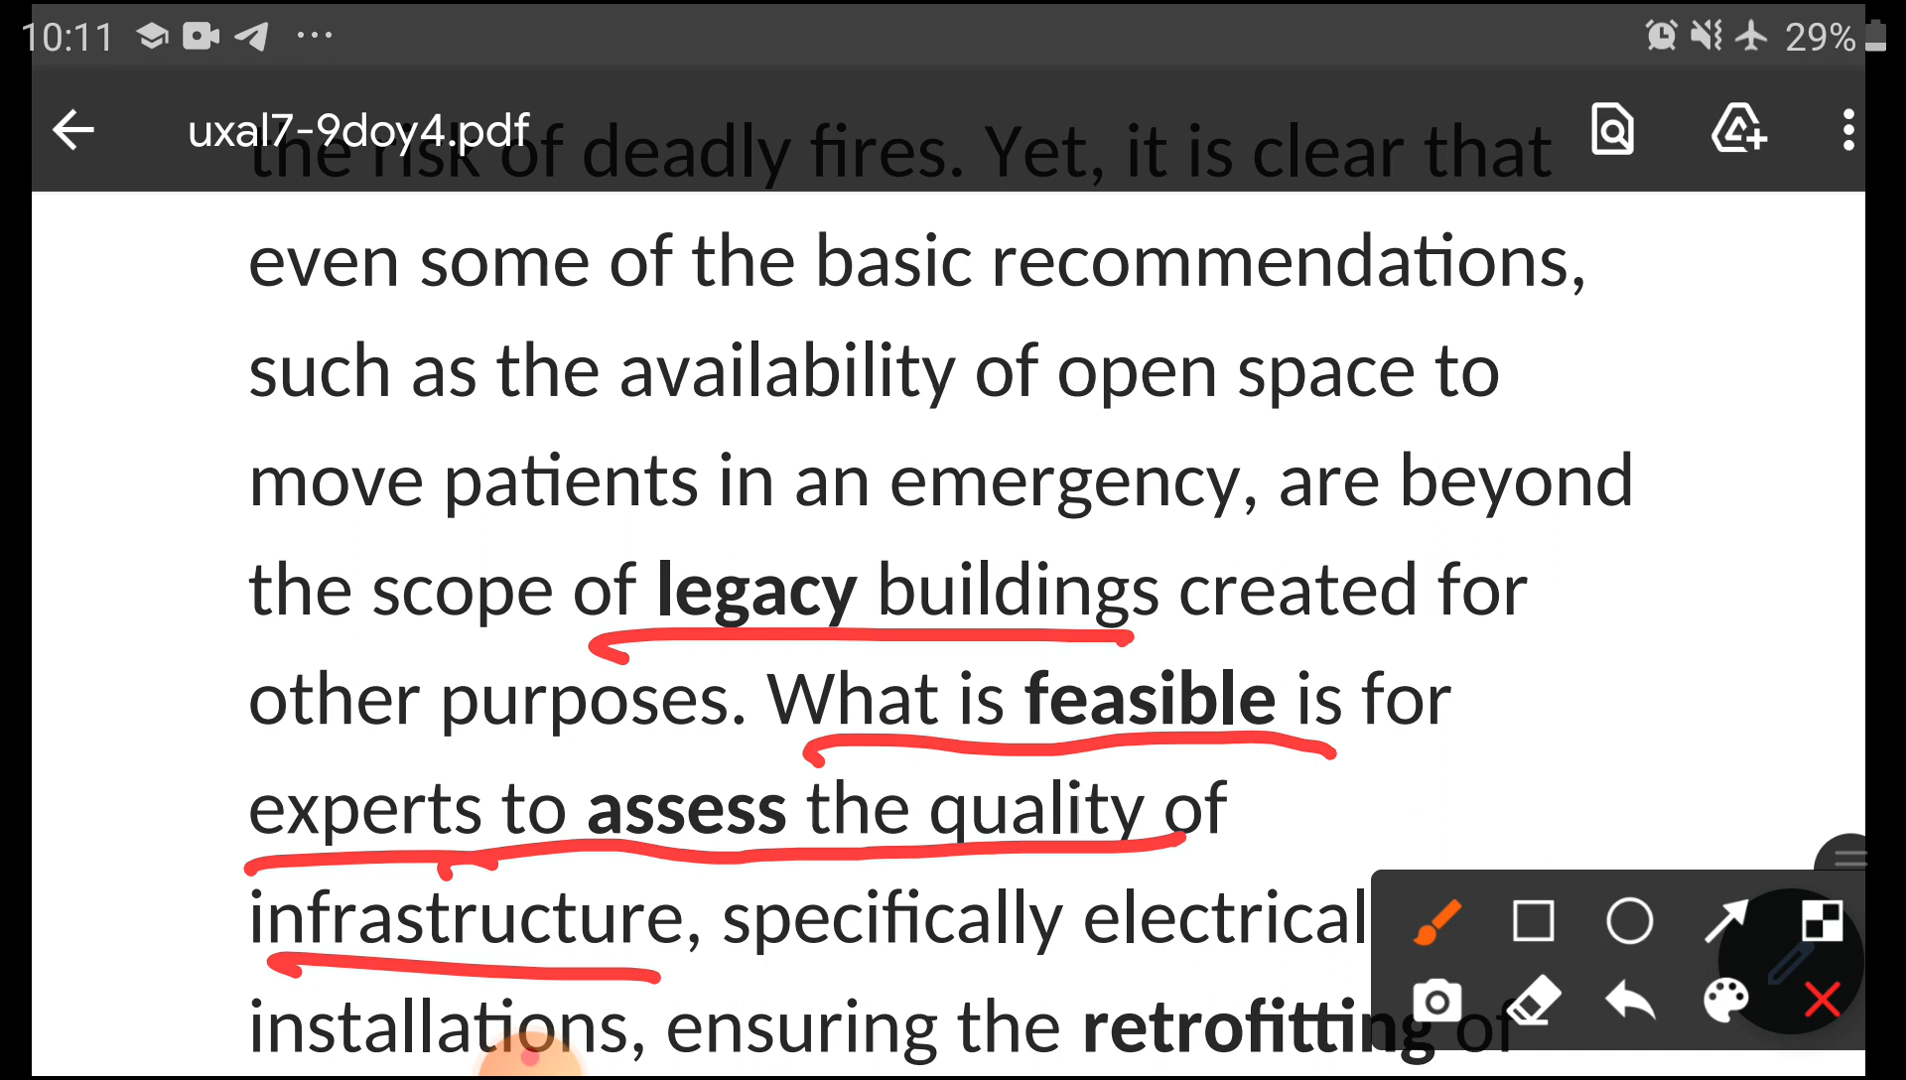 10:11 ... 29%
uxal7-9doy4.pdf
the risk of deadly fires. Yet, it is clear that
even some of the basic recommendations,
such as the availability of open space to
move patients in an emergency, are beyond
the scope of legacy buildings created for
other purposes. What is feasible is for
experts to assess the quality of
infrastructure, specifically electrical
installations, ensuring the retrofitting of